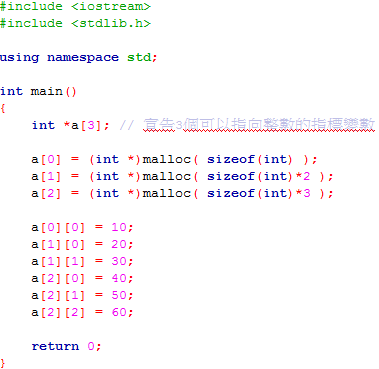 #include <iostream>
#include <stdlib.h>
using namespace std;
int main()
{
int *a[3]; // 宣告3個可以指向整數的指標變數
a[0] = (int *)malloc( sizeof(int) );
a[1] = (int *)malloc( sizeof(int)*2 );
a[2] = (int *)malloc( sizeof(int)*3 );
a[0][0] = 10;
a[1][0] = 20;
a[1][1] = 30;
a[2][0] = 40;
a[2][1] = 50;
a[2][2] = 60;
return 0;
}